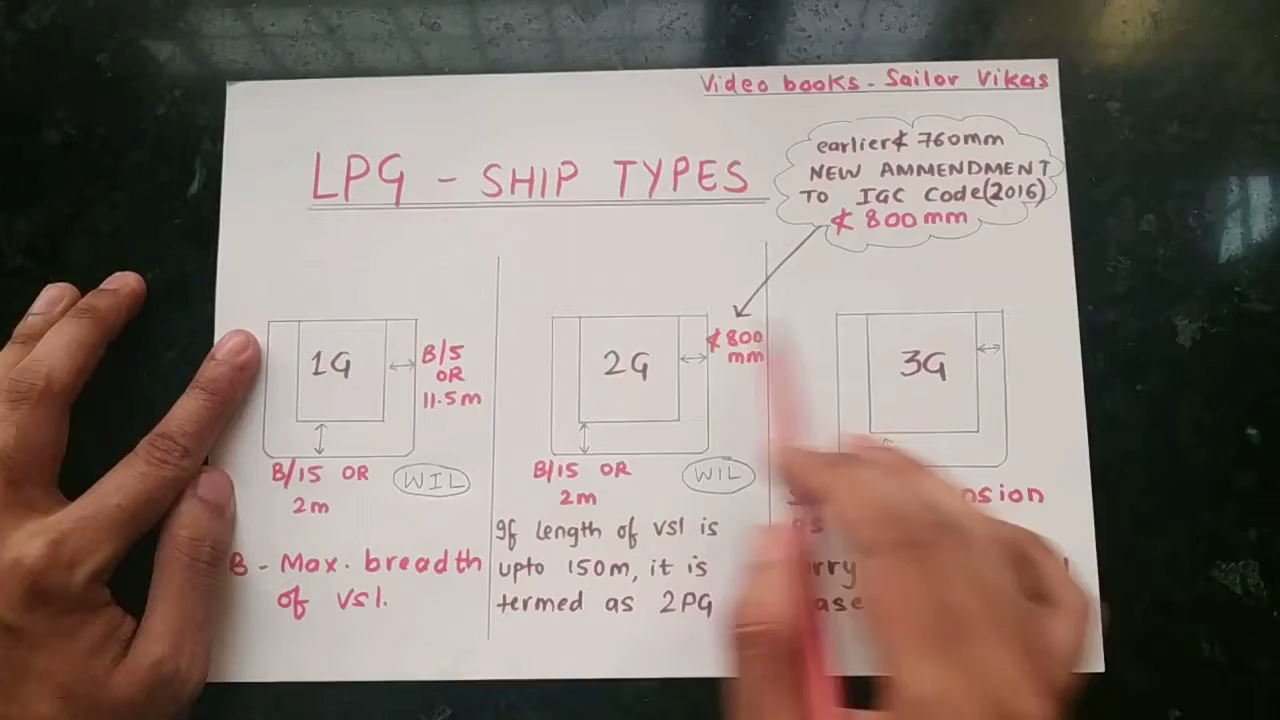 Video books - Sailor Vikas
LPG - SHIP TYPES
earlier ≮ 760mm
NEW AMMENDMENT
TO IGC Code(2016)
≮ 800mm
1G
B/5
OR
11.5m
B/15 OR
2m
WIL
B - Max. breadth
of vsl.
2G
≮800
mm
B/15 OR
2m
WIL
If length of vsl is
upto 150m, it is
termed as 2PG
3G